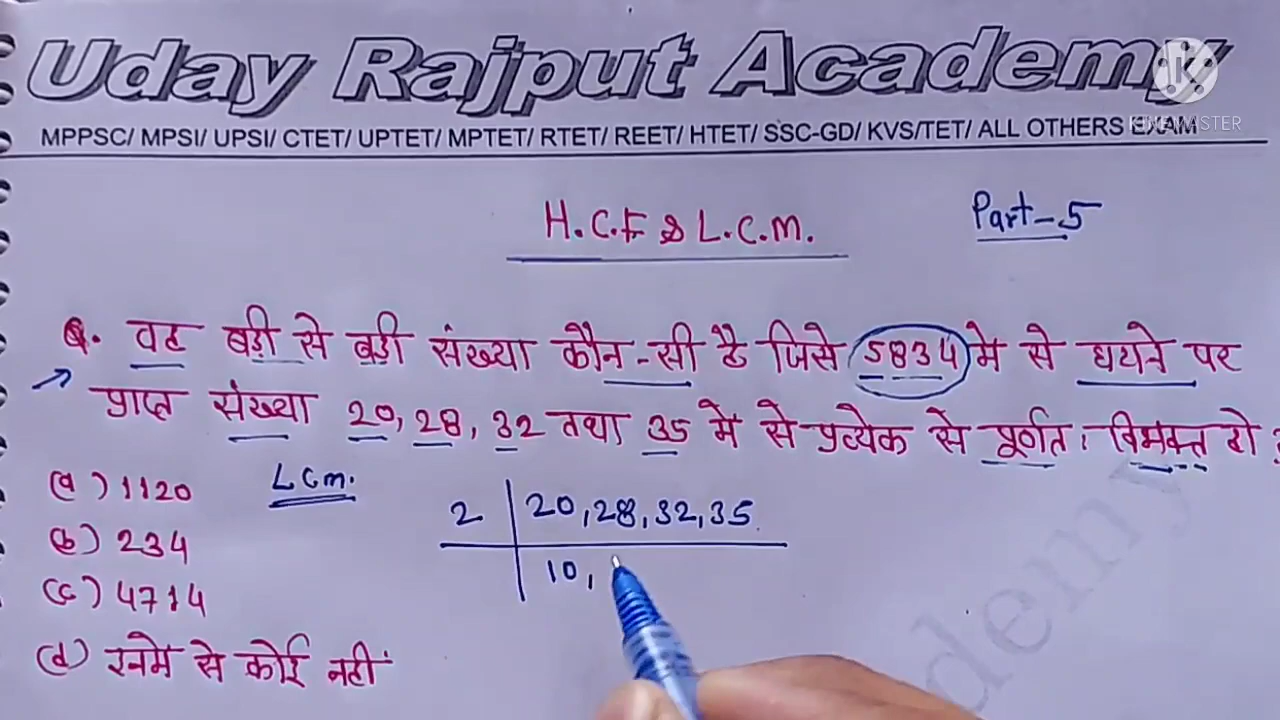 Uday Rajput Academy
KINEMASTER
MPPSC/ MPSI/ UPSI/ CTET/ UPTET/ MPTET/ RTET/ REET/ HTET/ SSC-GD/ KVS/TET/ ALL OTHERS EXAM
H.C.F & L.C.M.
Part-5
Q. वह बड़ी से बड़ी संख्या कौन-सी है जिसे 5834 में से घटाने पर
प्राप्त संख्या 20, 28, 32 तथा 35 में से प्रत्येक से पूर्णतः विभक्त हो ?
(a) 1120
L.C.M.
2 | 20, 28, 32, 35
(b) 234
10,
(c) 4714
(d) इनमे से कोई नहीं
ademy